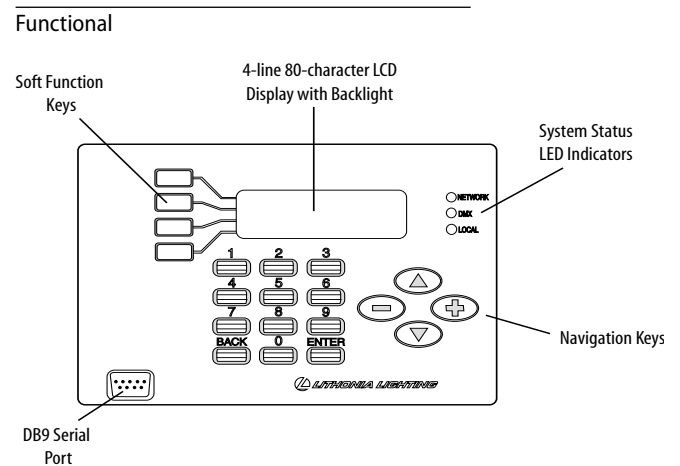 Functional
Soft Function
Keys
4-line 80-character LCD
Display with Backlight
System Status
LED Indicators
NETWORK
DMX
LOCAL
1 2 3
4 5 6
7 8 9
BACK 0 ENTER
Navigation Keys
LITHONIA LIGHTING
DB9 Serial
Port